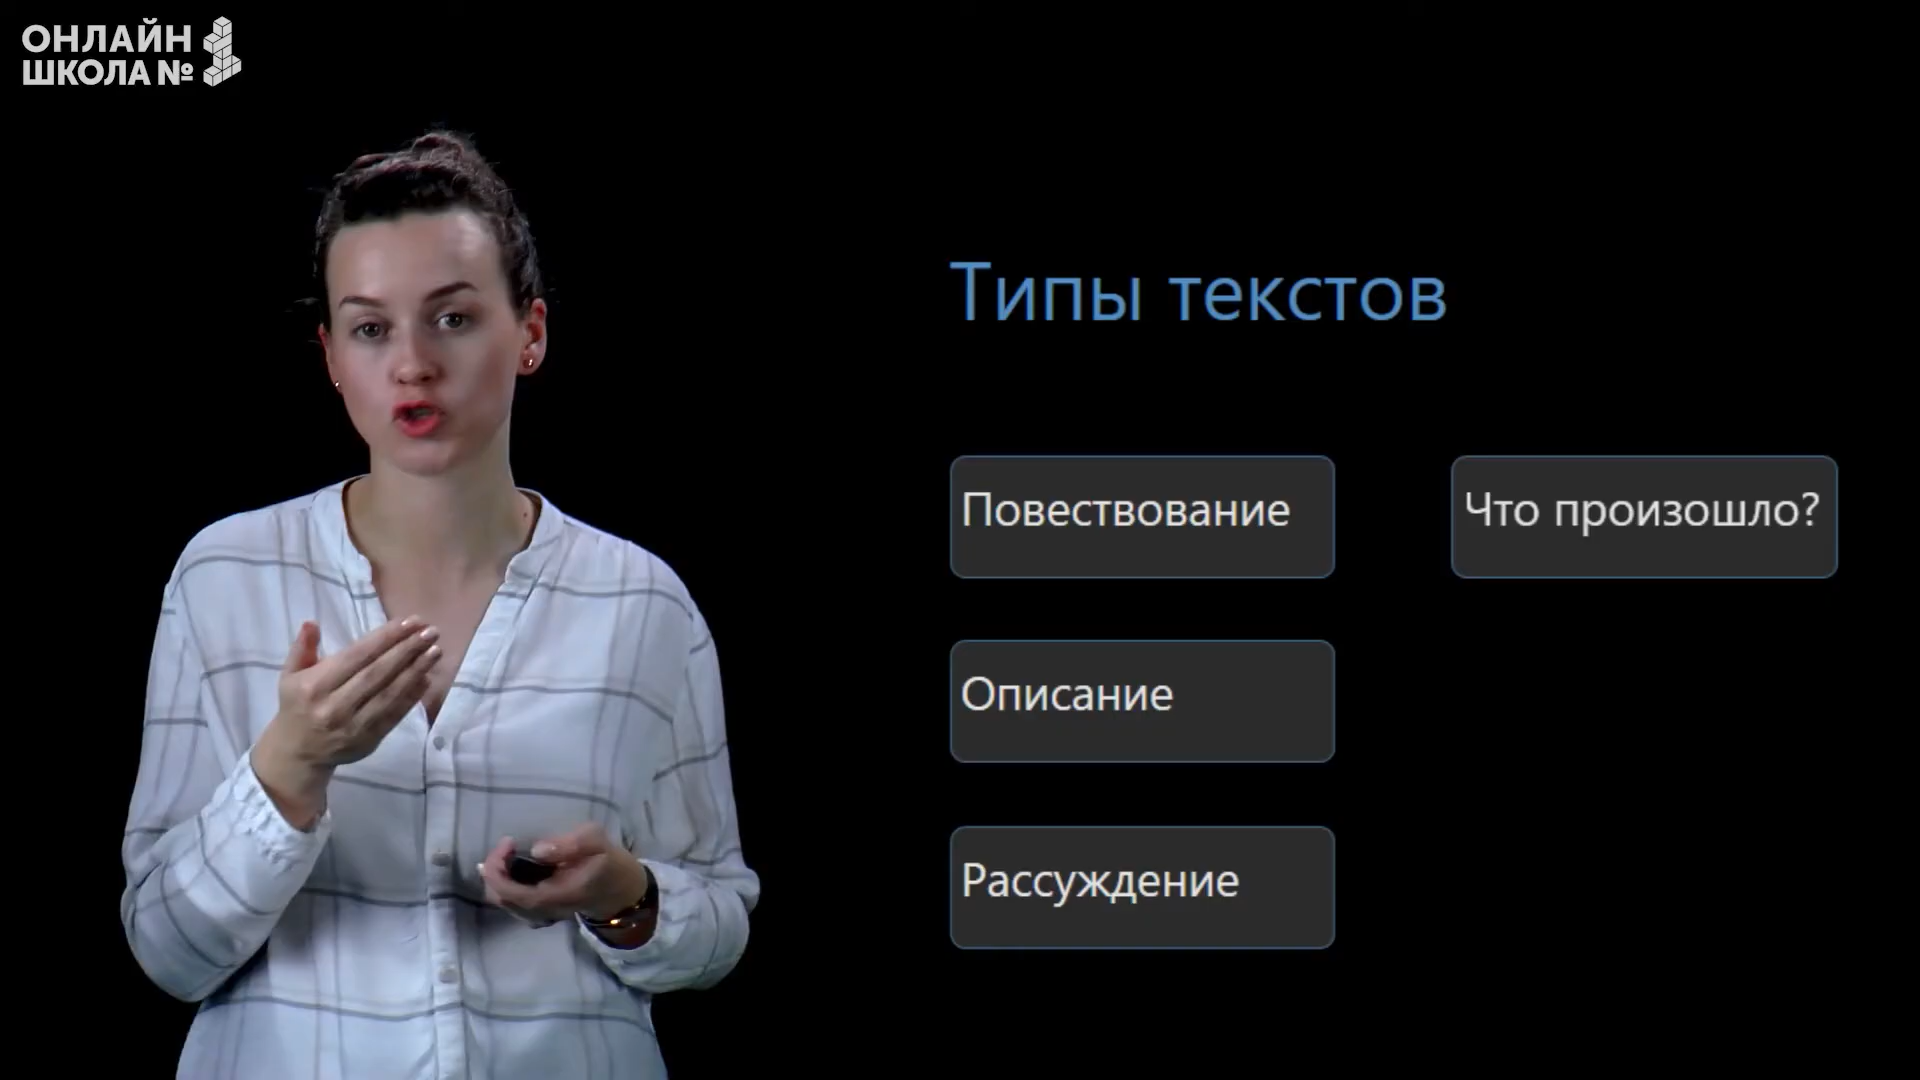 ОНЛАЙН
ШКОЛА №
Типы текстов
Повествование
Что произошло?
Описание
Рассуждение